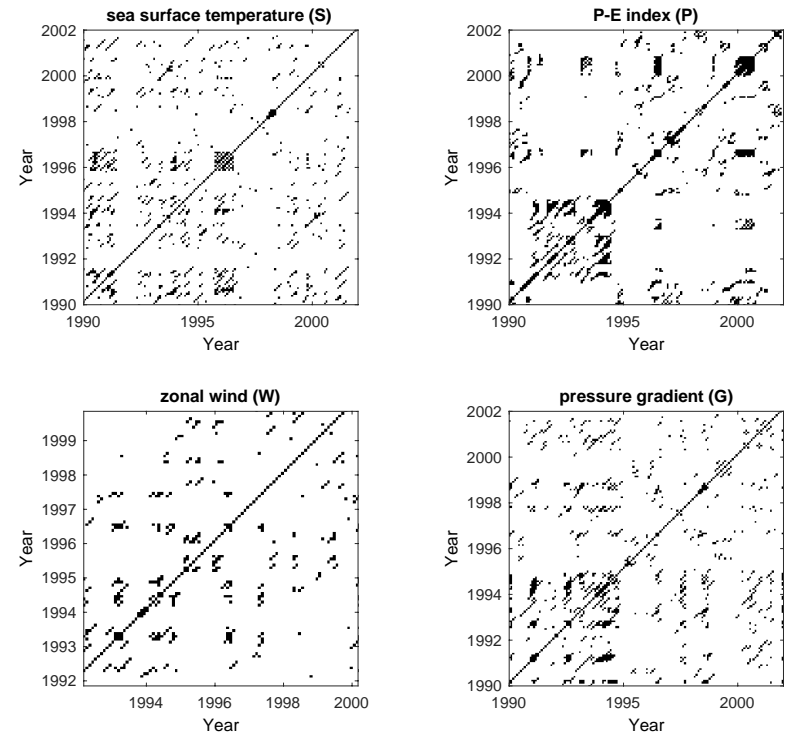 sea surface temperature (S)
2002
2000
1998
1996
1994
1992
1990
Year
1990 1995 2000
Year
P-E index (P)
2002
2000
1998
1996
1994
1992
1990
Year
1990 1995 2000
Year
zonal wind (W)
1999
1998
1997
1996
1995
1994
1993
1992
Year
1994 1996 1998 2000
Year
pressure gradient (G)
2002
2000
1998
1996
1994
1992
1990
Year
1990 1995 2000
Year